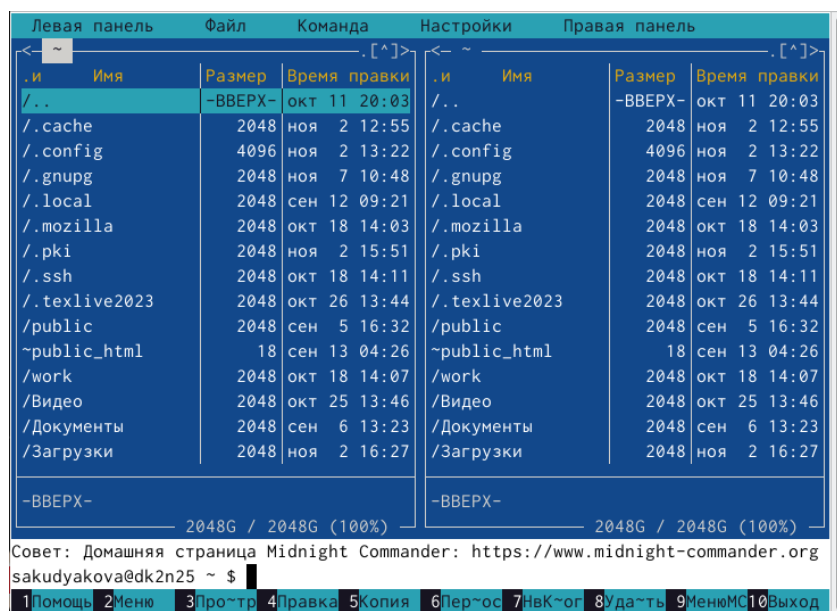 Левая панель Файл Команда Настройки Правая панель
<- ~ .[^]> <- ~ .[^]>
.и Имя Размер Время правки .и Имя Размер Время правки
/.. -ВВЕРХ- окт 11 20:03 /.. -ВВЕРХ- окт 11 20:03
/.cache 2048 ноя 2 12:55 /.cache 2048 ноя 2 12:55
/.config 4096 ноя 2 13:22 /.config 4096 ноя 2 13:22
/.gnupg 2048 ноя 7 10:48 /.gnupg 2048 ноя 7 10:48
/.local 2048 сен 12 09:21 /.local 2048 сен 12 09:21
/.mozilla 2048 окт 18 14:03 /.mozilla 2048 окт 18 14:03
/.pki 2048 ноя 2 15:51 /.pki 2048 ноя 2 15:51
/.ssh 2048 окт 18 14:11 /.ssh 2048 окт 18 14:11
/.texlive2023 2048 окт 26 13:44 /.texlive2023 2048 окт 26 13:44
/public 2048 сен 5 16:32 /public 2048 сен 5 16:32
~public_html 18 сен 13 04:26 ~public_html 18 сен 13 04:26
/work 2048 окт 18 14:07 /work 2048 окт 18 14:07
/Видео 2048 окт 25 13:46 /Видео 2048 окт 25 13:46
/Документы 2048 сен 6 13:23 /Документы 2048 сен 6 13:23
/Загрузки 2048 ноя 2 16:27 /Загрузки 2048 ноя 2 16:27
-ВВЕРХ- -ВВЕРХ-
2048G / 2048G (100%) 2048G / 2048G (100%)
Совет: Домашняя страница Midnight Commander: https://www.midnight-commander.org
sakudyakova@dk2n25 ~ $
1Помощь 2Меню 3Про~тр 4Правка 5Копия 6Пер~ос 7НвК~ог 8Уда~ть 9МенюMC 10Выход